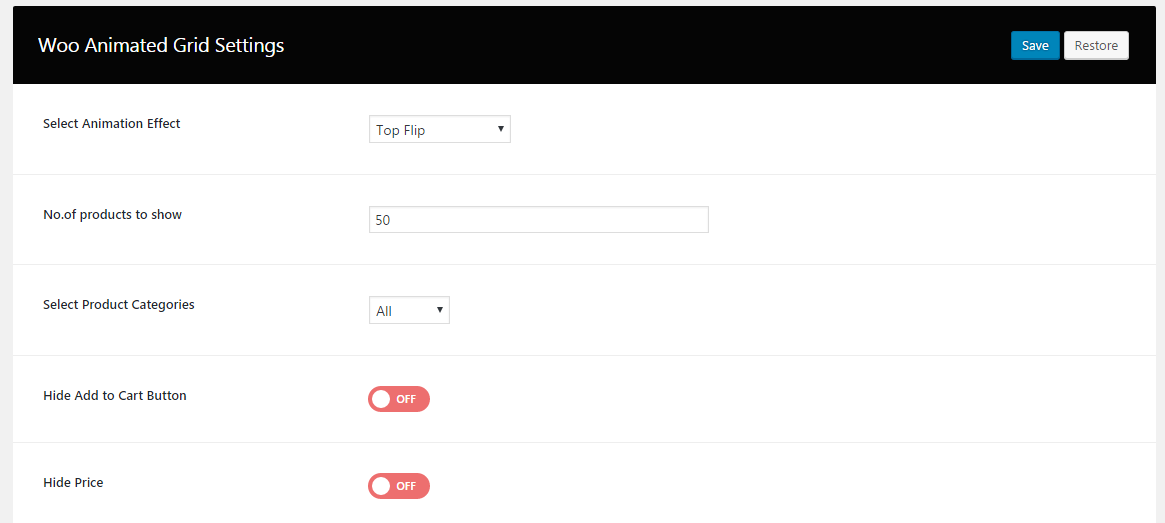 Woo Animated Grid Settings
Save Restore
Select Animation Effect
Top Flip
No.of products to show
50
Select Product Categories
All
Hide Add to Cart Button
OFF
Hide Price
OFF